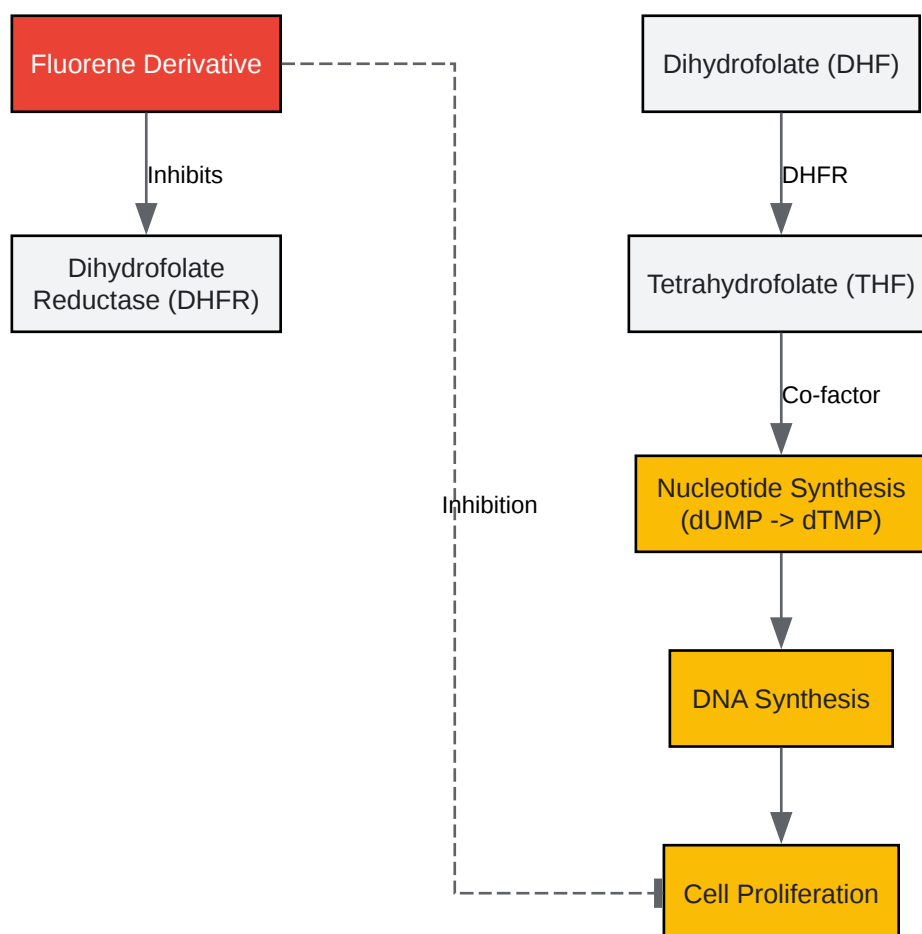 Fluorene Derivative
Dihydrofolate (DHF)
Inhibits
DHFR
Dihydrofolate
Reductase (DHFR)
Tetrahydrofolate (THF)
Co-factor
Inhibition
Nucleotide Synthesis
(dUMP -> dTMP)
DNA Synthesis
Cell Proliferation